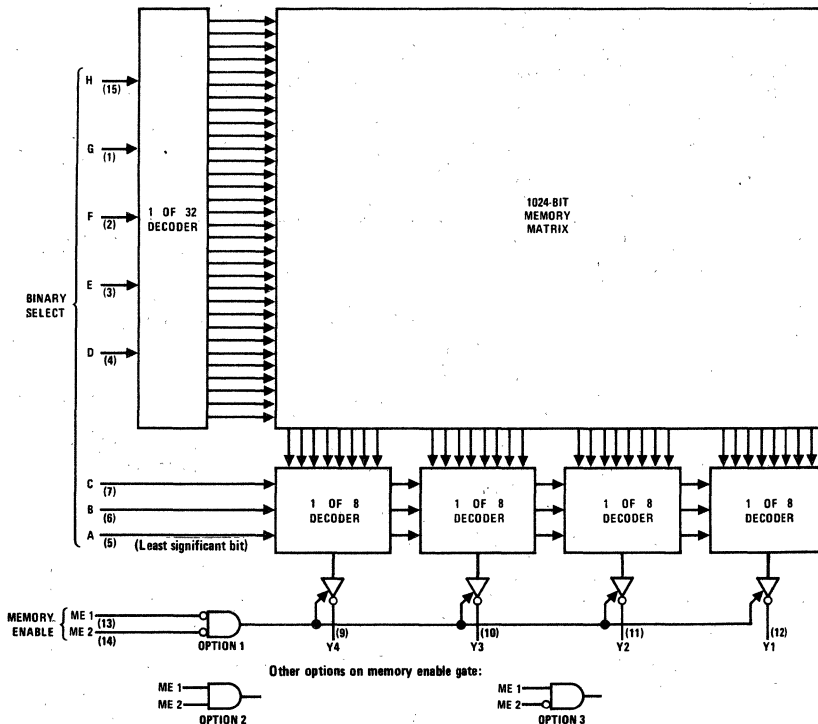 H
(15)
G
(1)
F
(2)
1 OF 32
DECODER
1024-BIT
MEMORY
MATRIX
E
(3)
BINARY
SELECT
D
(4)
C
(7)
B
(6)
A
(5)
(Least significant bit)
1 OF 8
DECODER
1 OF 8
DECODER
1 OF 8
DECODER
1 OF 8
DECODER
MEMORY
ENABLE
ME 1
(13)
ME 2
(14)
OPTION 1
(9)
Y4
(10)
Y3
(11)
Y2
(12)
Y1
Other options on memory enable gate:
ME 1
ME 2
OPTION 2
ME 1
ME 2
OPTION 3